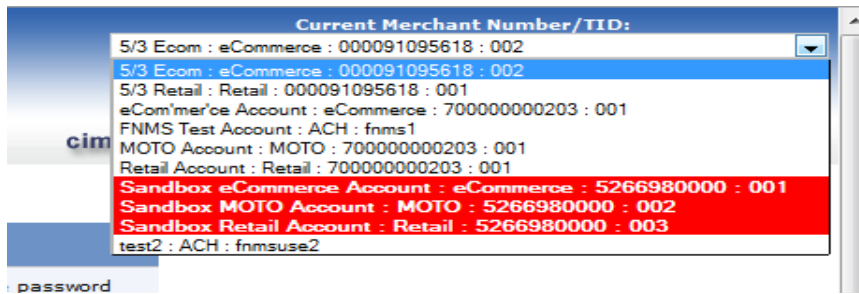 Current Merchant Number/TID:
5/3 Ecom : eCommerce : 000091095618 : 002
5/3 Ecom : eCommerce : 000091095618 : 002
5/3 Retail : Retail : 000091095618 : 001
eCom'mer'ce Account : eCommerce : 700000000203 : 001
FNMS Test Account : ACH : fnms1
MOTO Account : MOTO : 700000000203 : 001
cim
Retail Account : Retail : 700000000203 : 001
Sandbox eCommerce Account : eCommerce : 5266980000 : 001
Sandbox MOTO Account : MOTO : 5266980000 : 002
Sandbox Retail Account : Retail : 5266980000 : 003
test2 : ACH : fnmsuse2
password